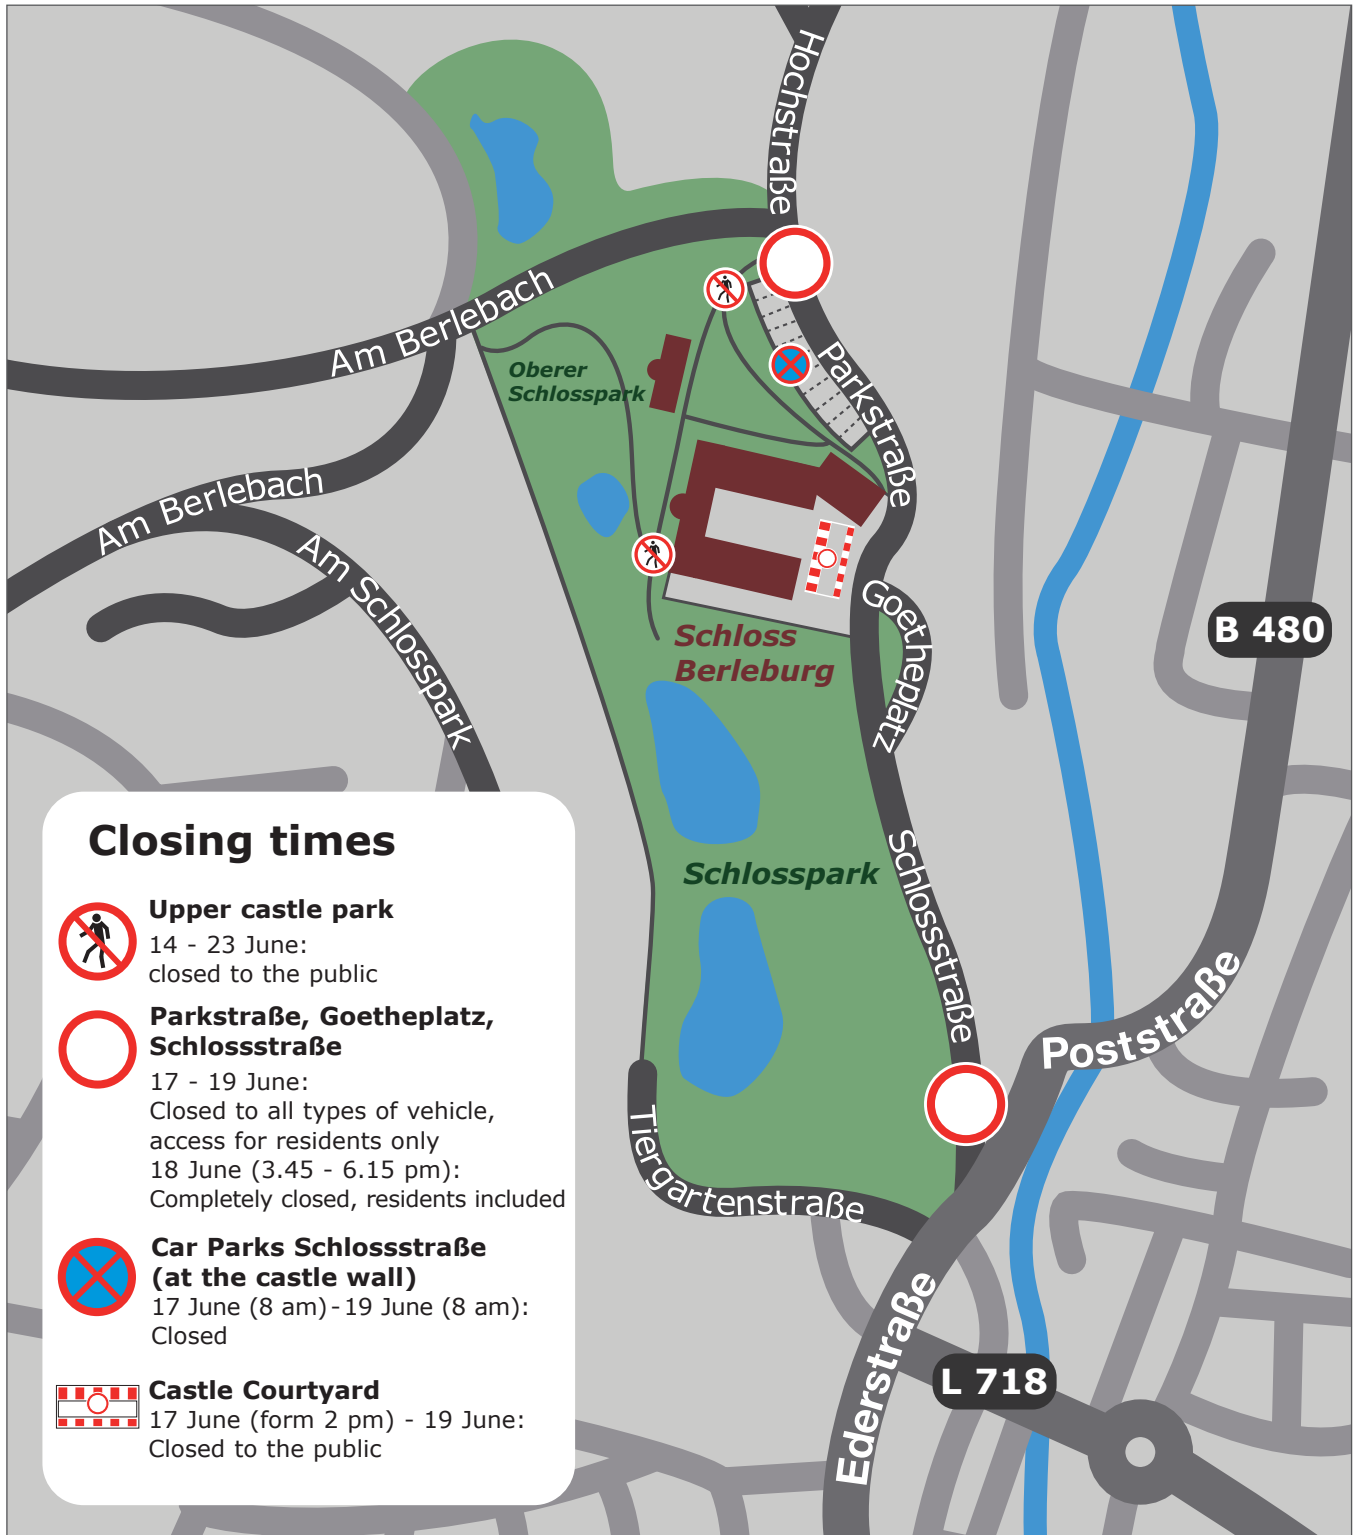 Hochstraße
Am Berlebach
Oberer
Schlosspark
Parkstraße
Am Berlebach
Am Schlosspark
Goetheplatz
B 480
Schloss
Berleburg
Schlosspark
Schlossstraße
Poststraße
Tiergartenstraße
Ederstraße
L 718
Closing times
Upper castle park
14 - 23 June:
closed to the public
Parkstraße, Goetheplatz,
Schlossstraße
17 - 19 June:
Closed to all types of vehicle,
access for residents only
18 June (3.45 - 6.15 pm):
Completely closed, residents included
Car Parks Schlossstraße
(at the castle wall)
17 June (8 am) - 19 June (8 am):
Closed
Castle Courtyard
17 June (form 2 pm) - 19 June:
Closed to the public